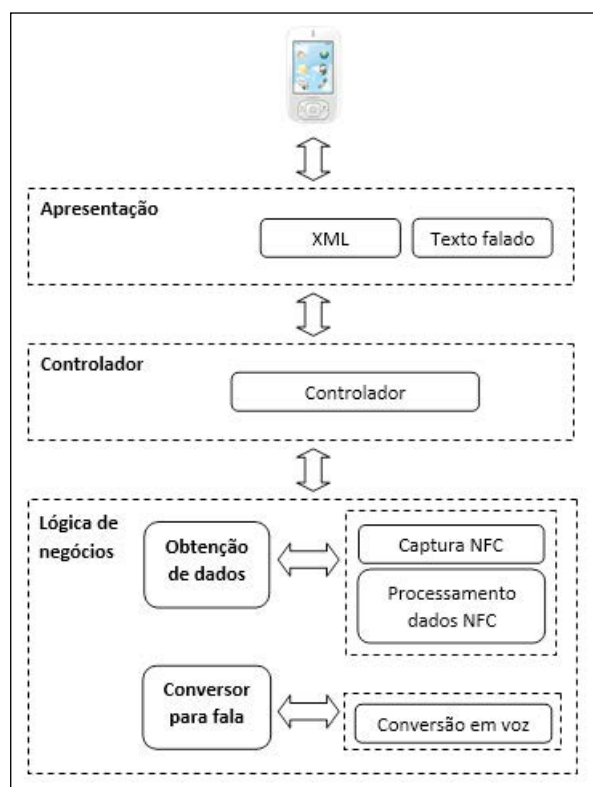 Apresentação
XML
Texto falado
Controlador
Controlador
Lógica de
negócios
Obtenção
de dados
Captura NFC
Processamento
dados NFC
Conversor
para fala
Conversão em voz